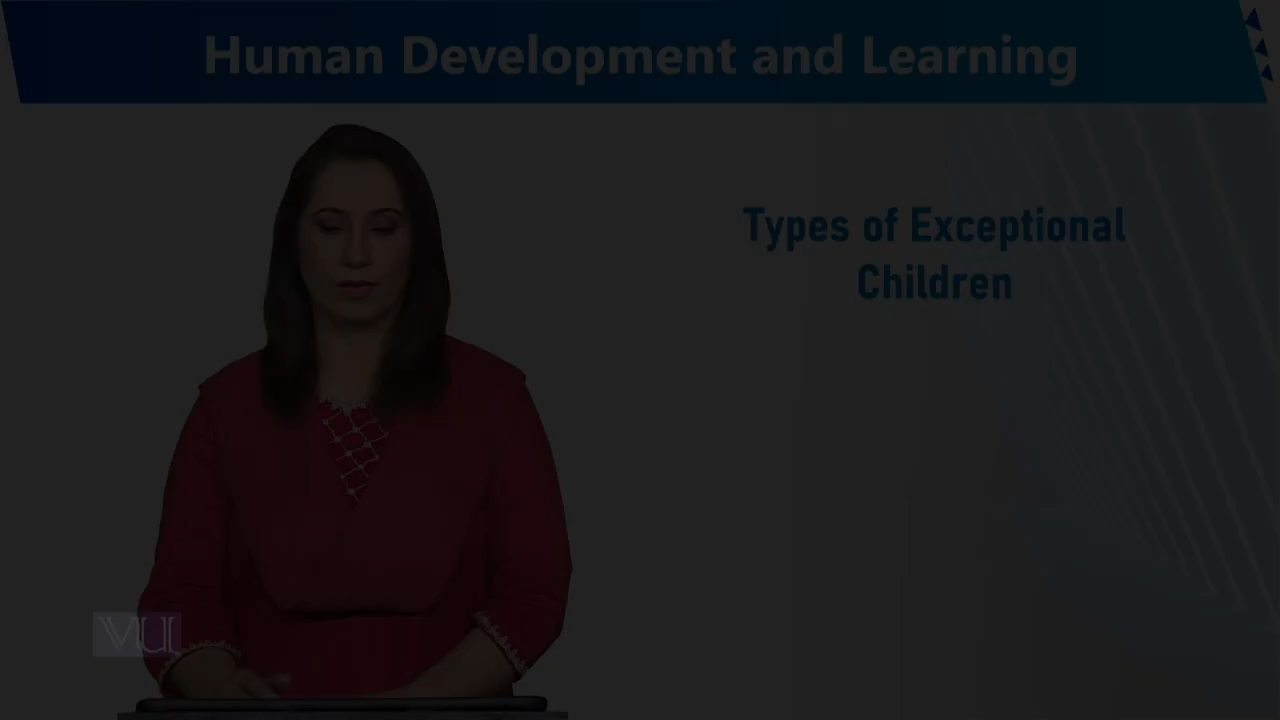 Human Development and Learning
Types of Exceptional
Children
VU